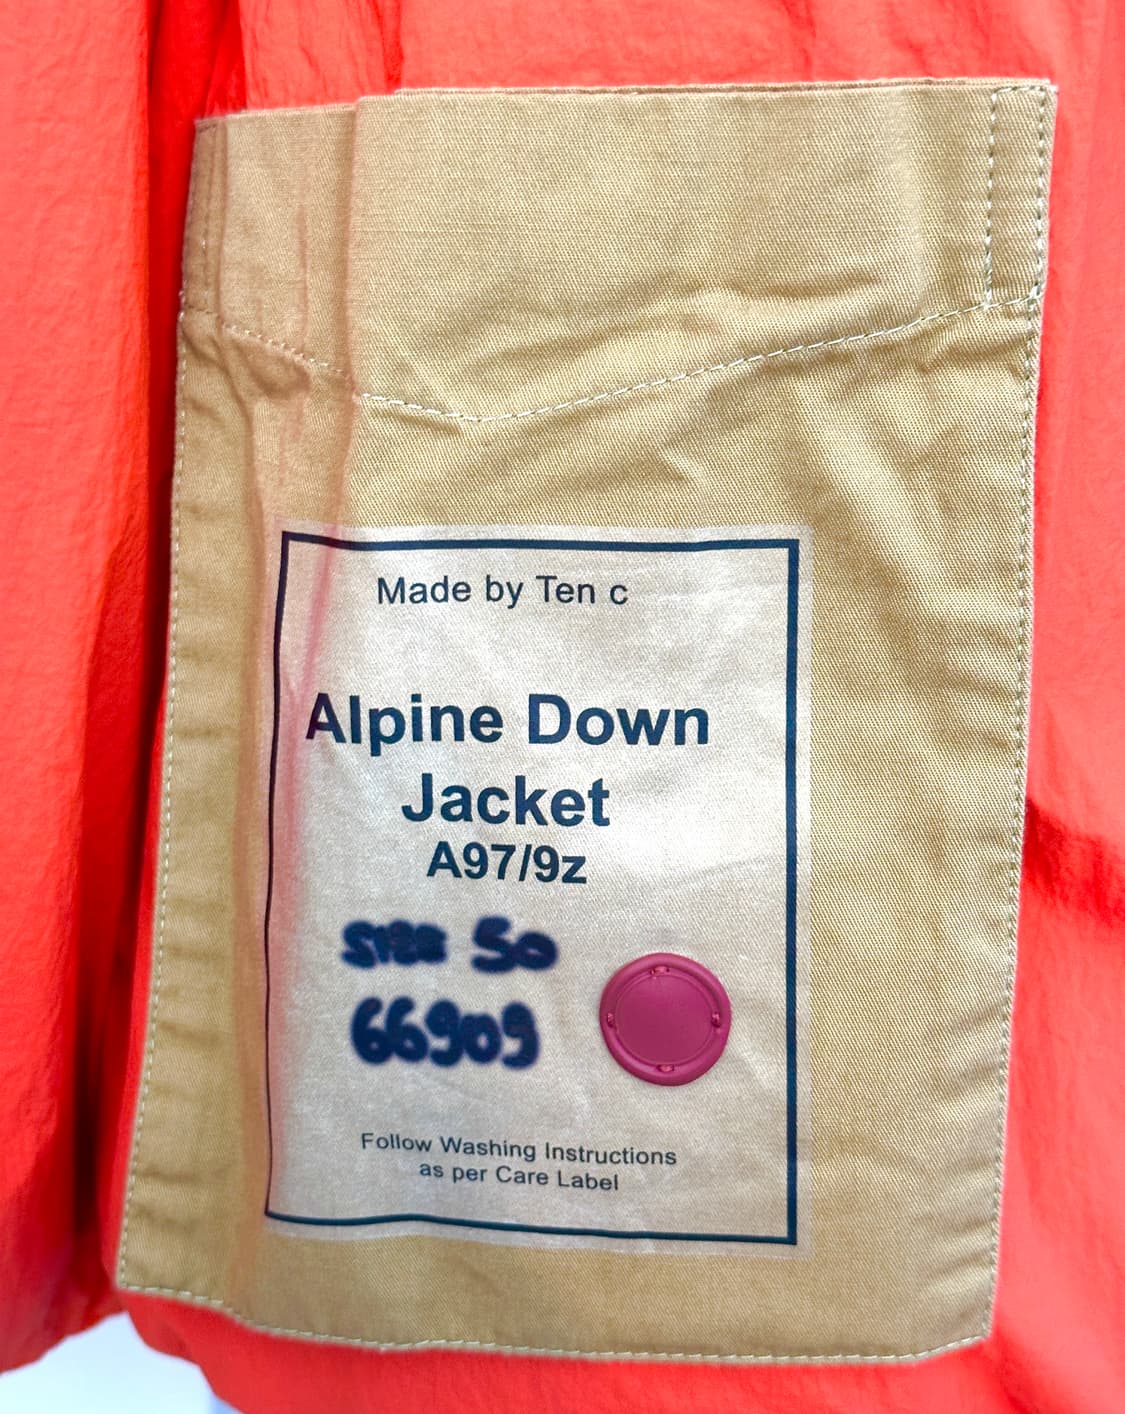 Made by Ten c
Alpine Down
Jacket
A97/9z
SIZE 50
66909
Follow Washing Instructions
as per Care Label